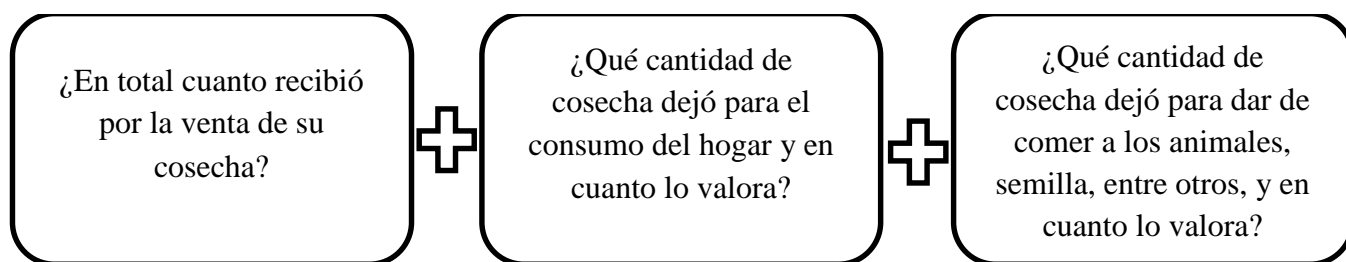 ¿En total cuanto recibió
por la venta de su
cosecha?
¿Qué cantidad de
cosecha dejó para el
consumo del hogar y en
cuanto lo valora?
¿Qué cantidad de
cosecha dejó para dar de
comer a los animales,
semilla, entre otros, y en
cuanto lo valora?